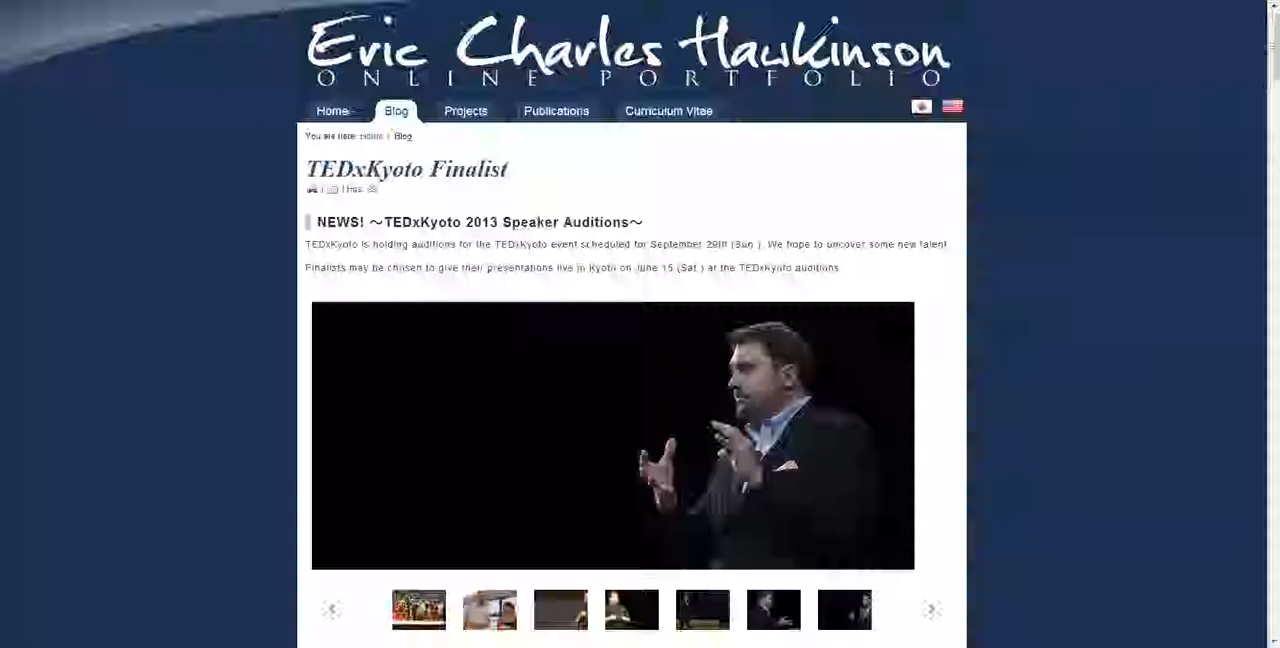 Eric Charles Hawkinson
ONLINE PORTFOLIO
Home Blog Projects Publications Curriculum Vitae
You are here: Home Blog
TEDxKyoto Finalist
NEWS! ～TEDxKyoto 2013 Speaker Auditions～
TEDxKyoto is holding auditions for the TEDxKyoto event scheduled for September 29th (Sun.). We hope to uncover some new talent
Finalists may be chosen to give their presentations live in Kyoto on June 15 (Sat.) at the TEDxKyoto auditions